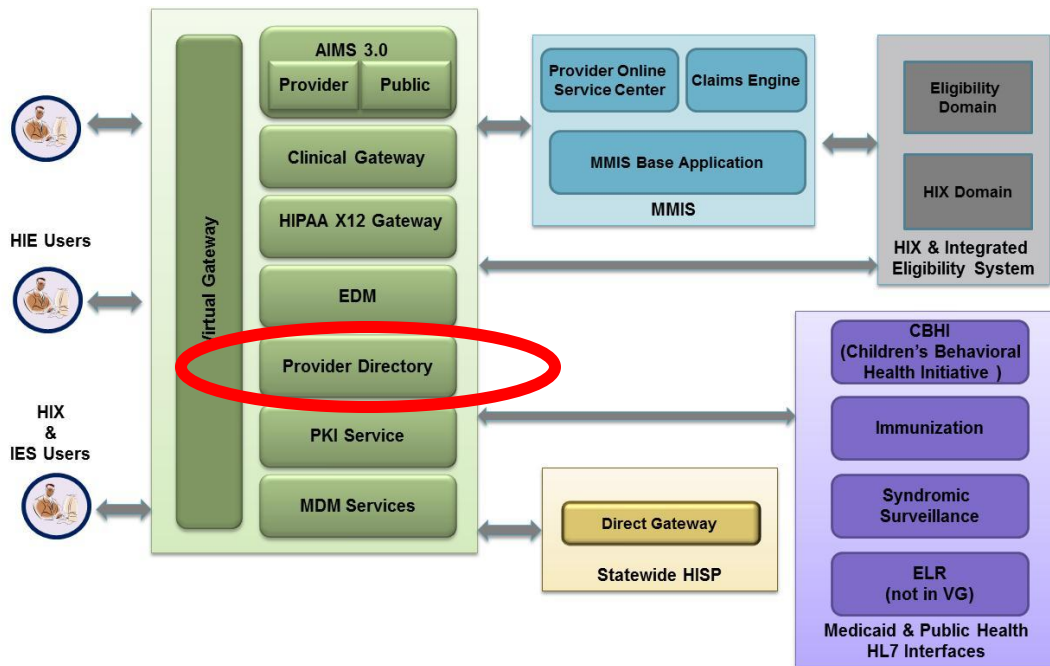 AIMS 3.0
Provider
Public
Clinical Gateway
HIPAA X12 Gateway
EDM
Provider Directory
PKI Service
MDM Services
Virtual Gateway
HIE Users
HIX
&
IES Users
Provider Online
Service Center
Claims Engine
MMIS Base Application
MMIS
Eligibility
Domain
HIX Domain
HIX & Integrated
Eligibility System
CBHI
(Children's Behavioral
Health Initiative )
Immunization
Syndromic
Surveillance
ELR
(not in VG)
Medicaid & Public Health
HL7 Interfaces
Direct Gateway
Statewide HISP